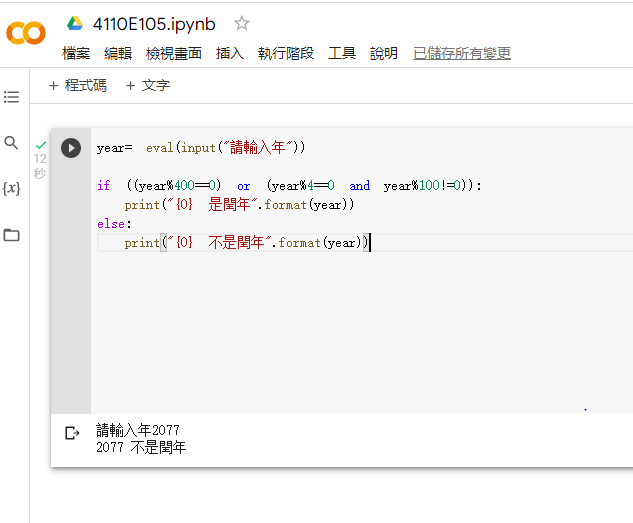 4110E105.ipynb
檔案 編輯 檢視畫面 插入 執行階段 工具 說明 已儲存所有變更
+ 程式碼 + 文字
12
秒
{x}
year=  eval(input("請輸入年"))
if ((year%400==0) or (year%4==0 and year%100!=0)):
print("{0} 是閏年".format(year))
else:
print("{0} 不是閏年".format(year))
請輸入年2077
2077 不是閏年